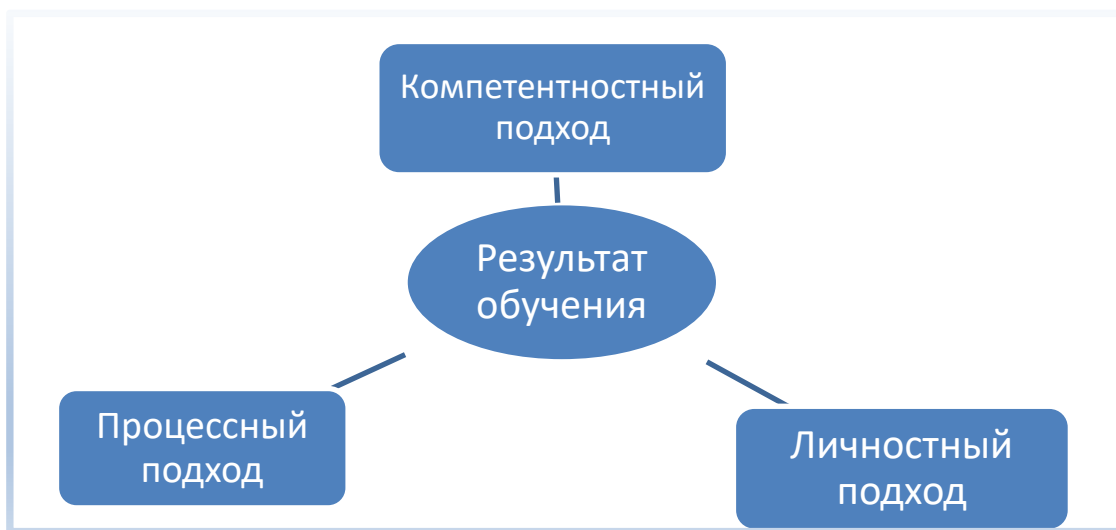 Компетентностный
подход
Результат
обучения
Процессный
подход
Личностный
подход